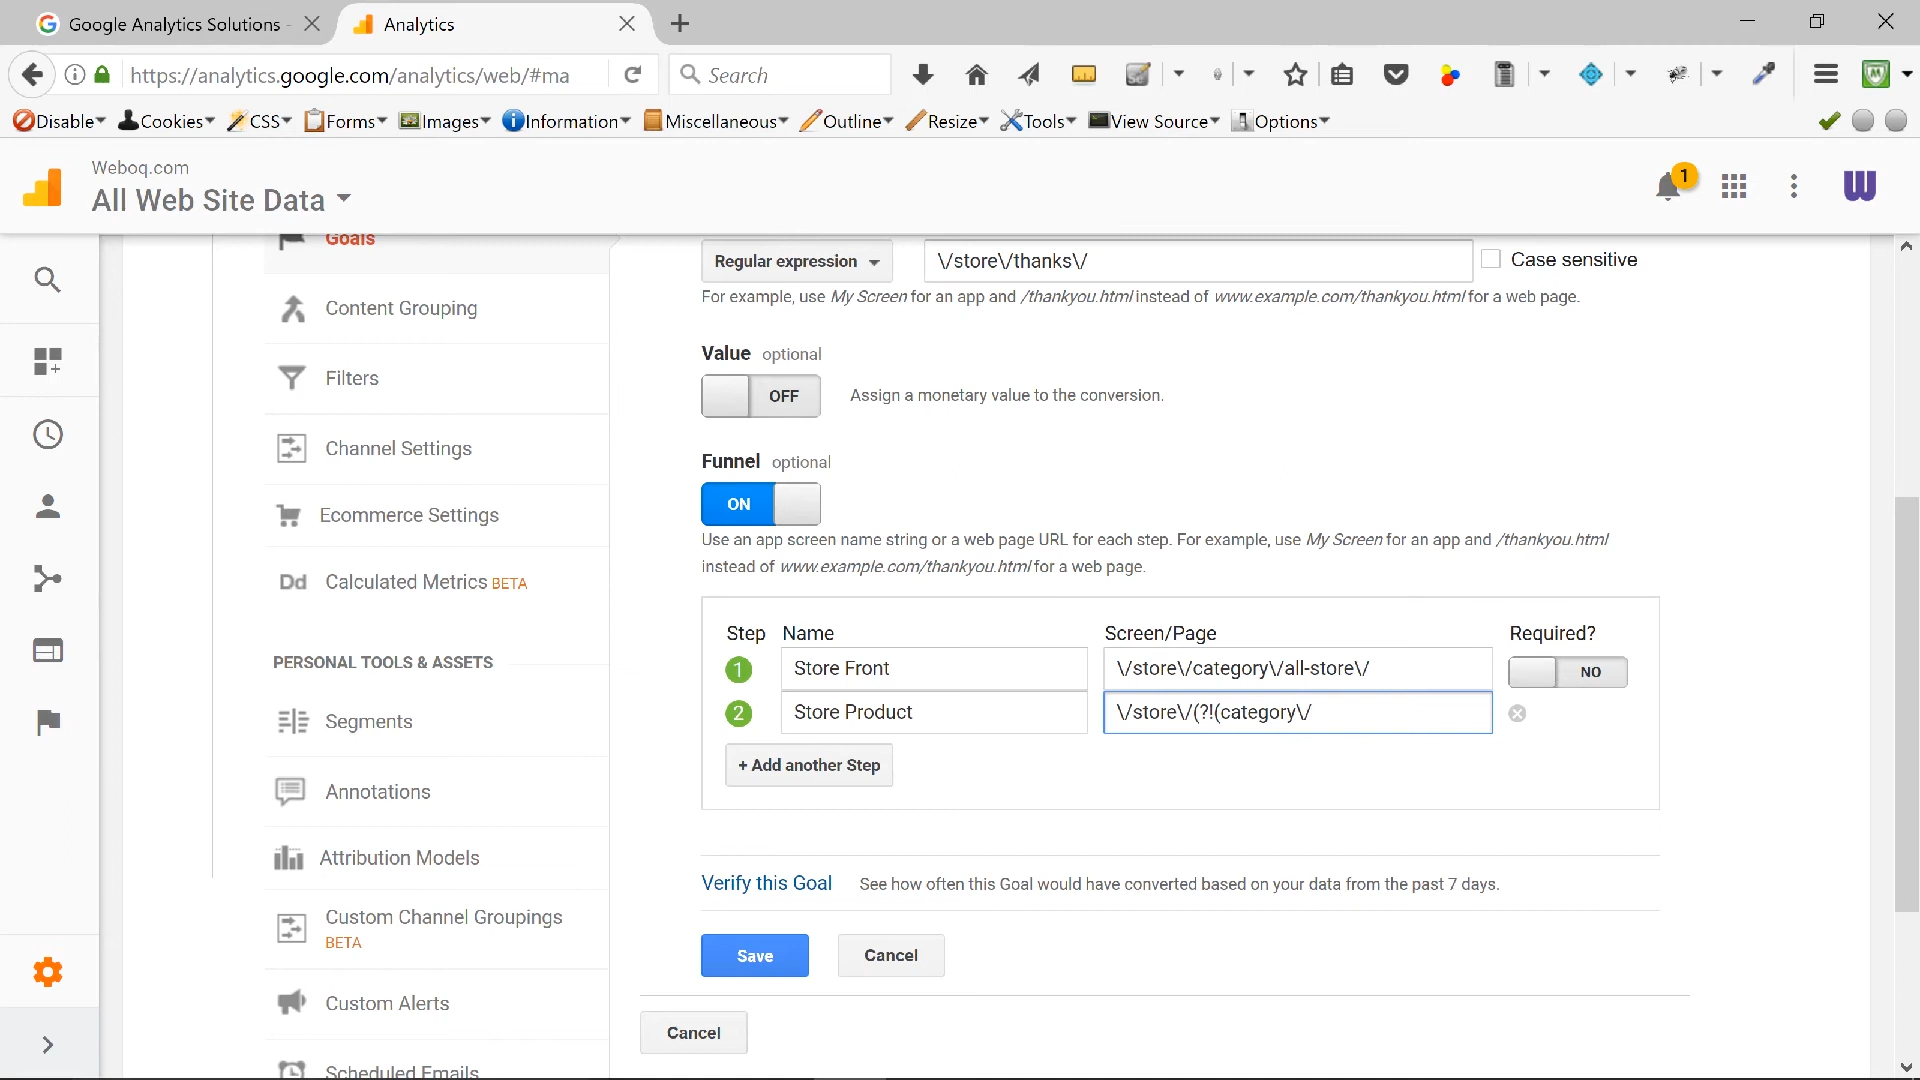 Google Analytics Solutions -
Analytics
https://analytics.google.com/analytics/web/#ma
Search
Disable
Cookies
CSS
Forms
Images
Information
Miscellaneous
Outline
Resize
Tools
View Source
Options
Weboq.com
All Web Site Data
1
Goals
Content Grouping
Filters
Channel Settings
Ecommerce Settings
Dd Calculated Metrics BETA
PERSONAL TOOLS & ASSETS
Segments
Annotations
Attribution Models
Custom Channel Groupings
BETA
Custom Alerts
Scheduled Emails
Regular expression \/store\/thanks\/ Case sensitive
For example, use My Screen for an app and /thankyou.html instead of www.example.com/thankyou.html for a web page.
Value optional
OFF Assign a monetary value to the conversion.
Funnel optional
ON
Use an app screen name string or a web page URL for each step. For example, use My Screen for an app and /thankyou.html
instead of www.example.com/thankyou.html for a web page.
Step Name Screen/Page Required?
1 Store Front \/store\/category\/all-store\/ NO
2 Store Product \/store\/(?!(category\/
+ Add another Step
Verify this Goal See how often this Goal would have converted based on your data from the past 7 days.
Save Cancel
Cancel